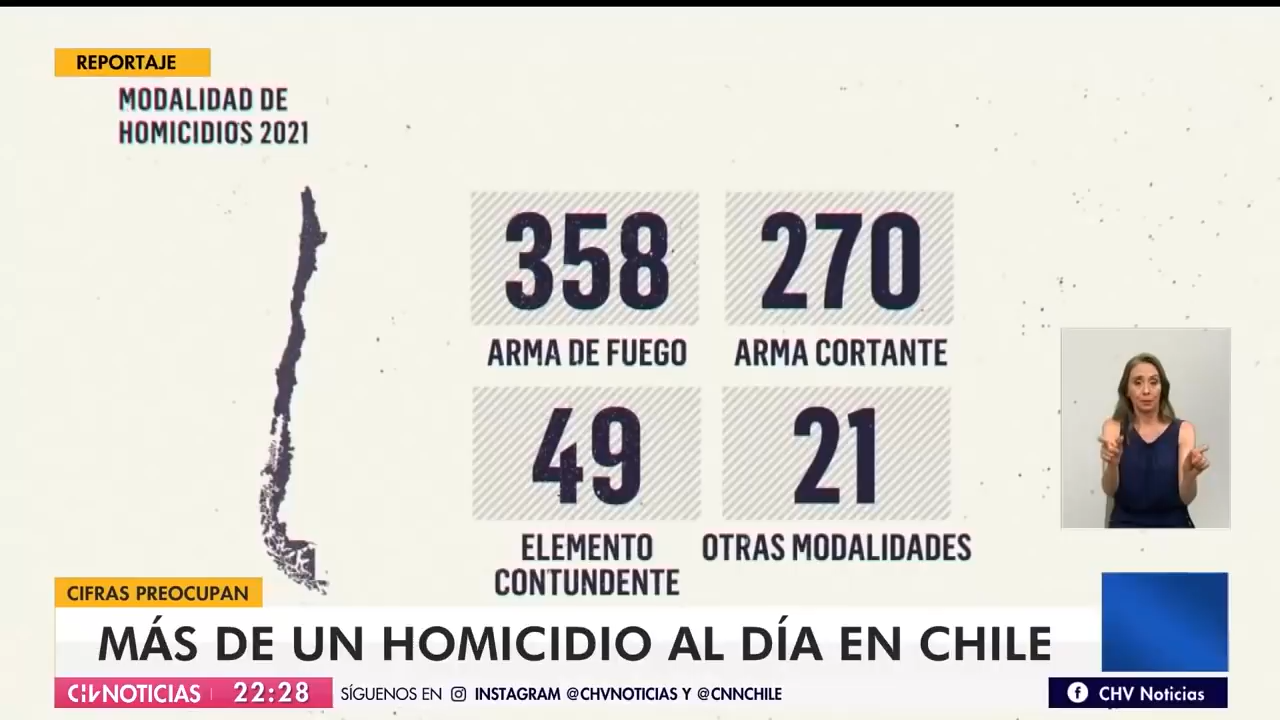 REPORTAJE
MODALIDAD DE
HOMICIDIOS 2021
358
ARMA DE FUEGO
270
ARMA CORTANTE
49
ELEMENTO
CONTUNDENTE
21
OTRAS MODALIDADES
CIFRAS PREOCUPAN
MÁS DE UN HOMICIDIO AL DÍA EN CHILE
CHVNOTICIAS 22:28 SÍGUENOS EN INSTAGRAM @CHVNOTICIAS Y @CNNCHILE
CHV Noticias